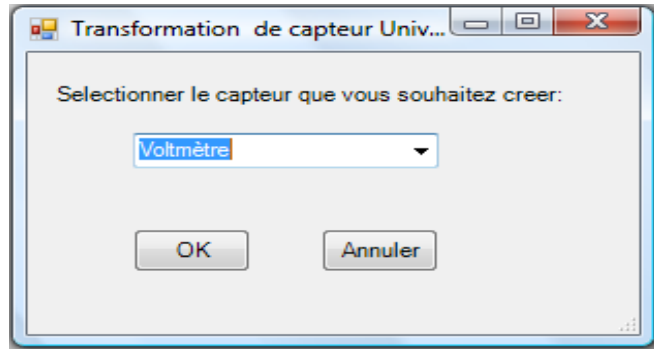 Transformation de capteur Univ...
Selectionner le capteur que vous souhaitez creer:
Voltmètre
OK
Annuler